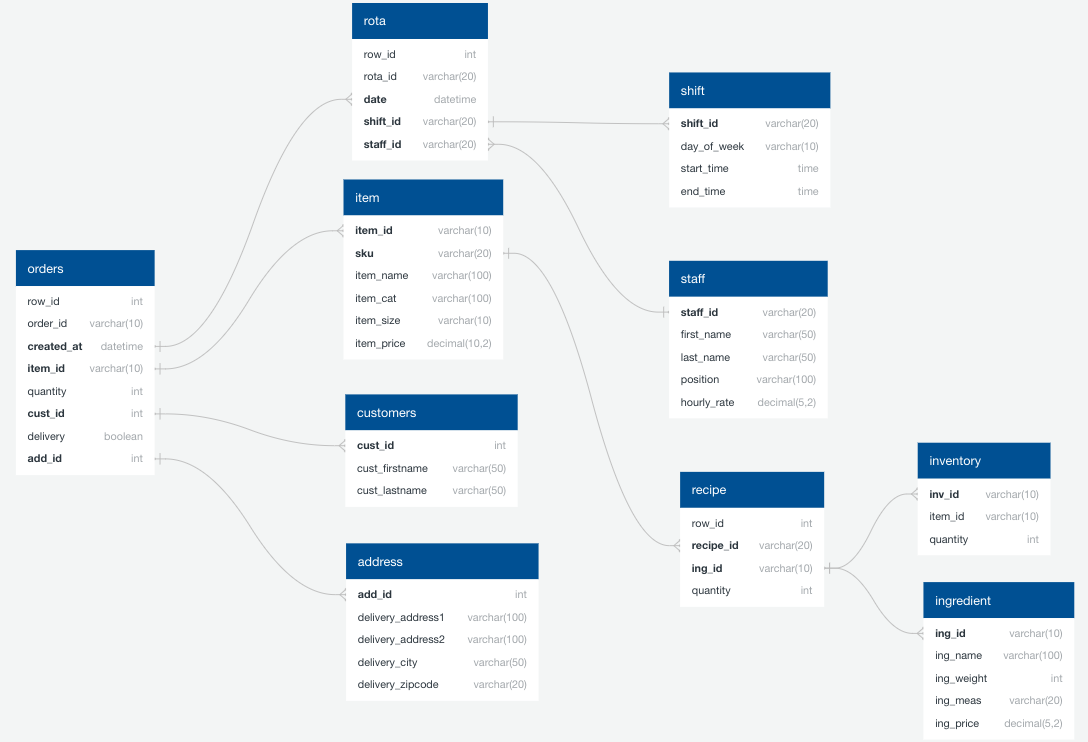 rota
row_id int
rota_id varchar(20)
date datetime
shift_id varchar(20)
staff_id varchar(20)
shift
shift_id varchar(20)
day_of_week varchar(10)
start_time time
end_time time
item
item_id varchar(10)
sku varchar(20)
item_name varchar(100)
item_cat varchar(100)
item_size varchar(10)
item_price decimal(10,2)
orders
row_id int
order_id varchar(10)
created_at datetime
item_id varchar(10)
quantity int
cust_id int
delivery boolean
add_id int
staff
staff_id varchar(20)
first_name varchar(50)
last_name varchar(50)
position varchar(100)
hourly_rate decimal(5,2)
customers
cust_id int
cust_firstname varchar(50)
cust_lastname varchar(50)
address
add_id int
delivery_address1 varchar(100)
delivery_address2 varchar(100)
delivery_city varchar(50)
delivery_zipcode varchar(20)
recipe
row_id int
recipe_id varchar(20)
ing_id varchar(10)
quantity int
inventory
inv_id varchar(10)
item_id varchar(10)
quantity int
ingredient
ing_id varchar(10)
ing_name varchar(100)
ing_weight int
ing_meas varchar(20)
ing_price decimal(5,2)